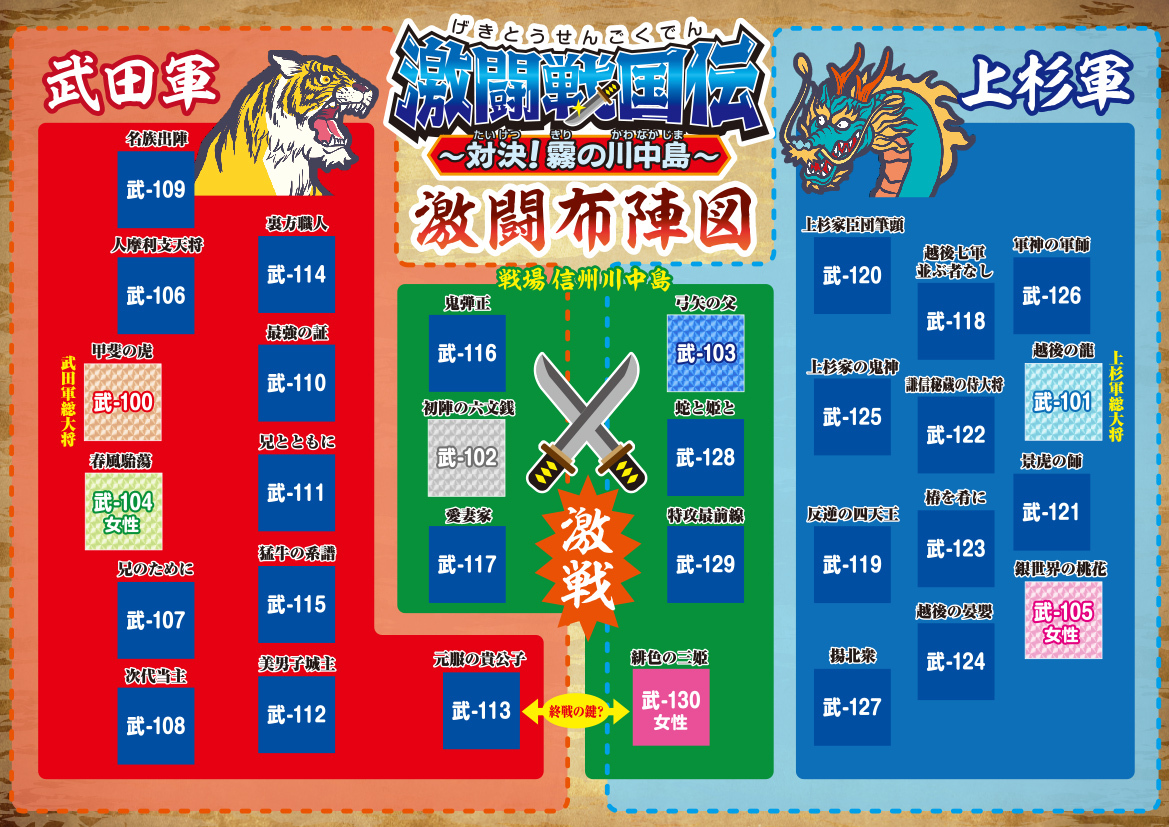 げきとうせんごくでん
激闘戦国伝
たいけつ きり かわなかじま
〜対決!霧の川中島〜
激闘布陣図
武田軍
名族出陣
武-109
人摩利支天将
武-106
甲斐の虎
武-100
武田軍総大将
春風駘蕩
武-104
女性
兄のために
武-107
次代当主
武-108
裏方職人
武-114
最強の証
武-110
兄とともに
武-111
猛牛の系譜
武-115
美男子城主
武-112
元服の貴公子
武-113
終戦の鍵?
戦場 信州川中島
鬼弾正
武-116
初陣の六文銭
武-102
愛妻家
武-117
弓矢の父
武-103
蛇と姫と
武-128
特攻最前線
武-129
激戦
緋色の三姫
武-130
女性
上杉軍
上杉家臣団筆頭
武-120
上杉家の鬼神
武-125
反逆の四天王
武-119
揚北衆
武-127
越後七軍
並ぶ者なし
武-118
謙信秘蔵の侍大将
武-122
椿を肴に
武-123
越後の晏嬰
武-124
軍神の軍師
武-126
越後の龍
武-101
上杉軍総大将
景虎の師
武-121
銀世界の桃花
武-105
女性